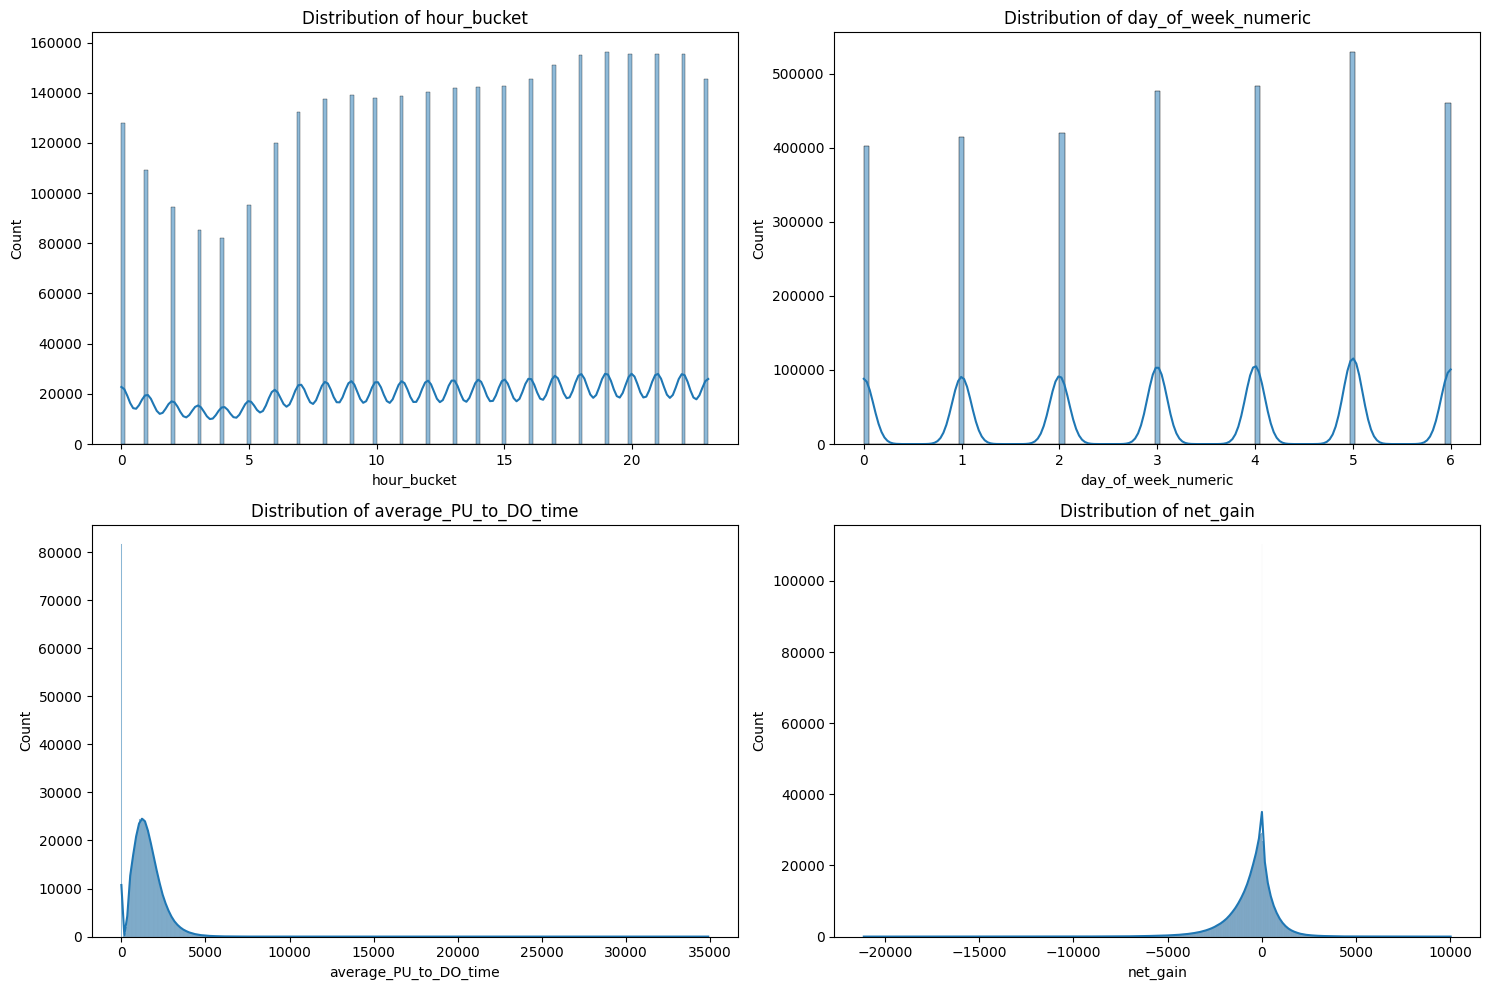 Distribution of hour_bucket
160000
140000
120000
100000
80000
60000
40000
20000
0
Count
0 5 10 15 20
hour_bucket
Distribution of day_of_week_numeric
500000
400000
300000
200000
100000
0
Count
0 1 2 3 4 5 6
day_of_week_numeric
Distribution of average_PU_to_DO_time
80000
70000
60000
50000
40000
30000
20000
10000
0
Count
0 5000 10000 15000 20000 25000 30000 35000
average_PU_to_DO_time
Distribution of net_gain
100000
80000
60000
40000
20000
0
Count
−20000 −15000 −10000 −5000 0 5000 10000
net_gain